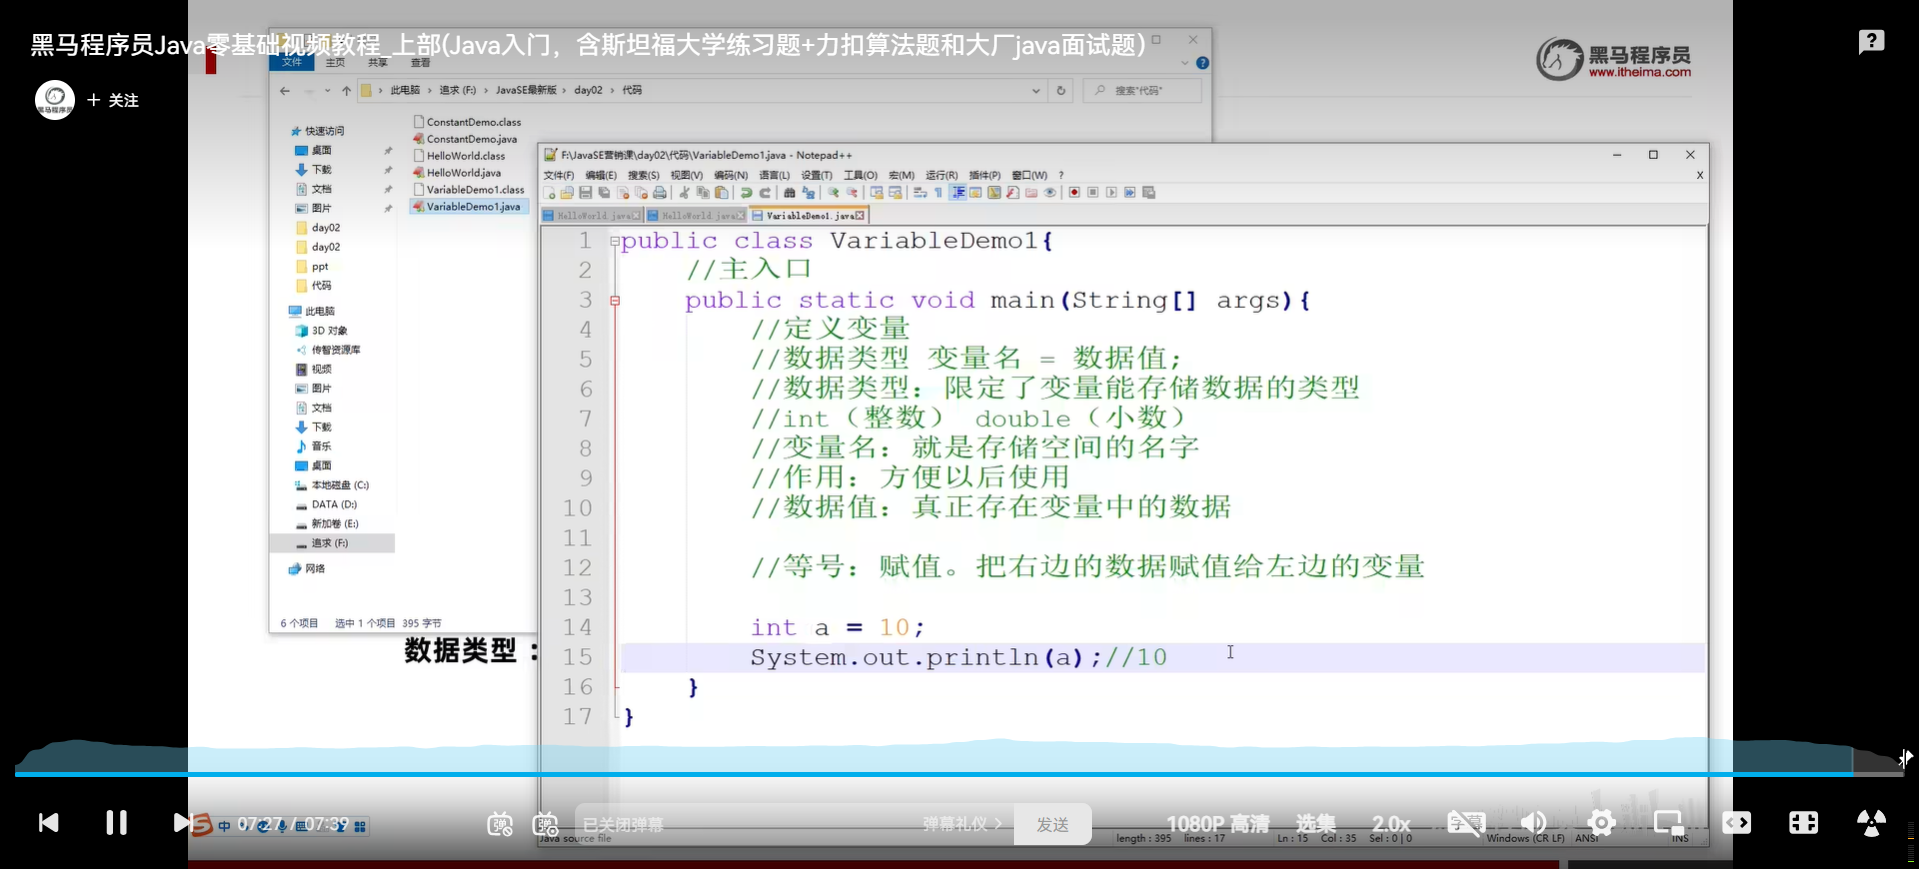 黑马程序员Java零基础视频教程_上部(Java入门，含斯坦福大学练习题+力扣算法题和大厂java面试题)
关注
黑马程序员
www.itheima.com
文件 主页 共享 查看
此电脑 › 追求 (F:) › JavaSE最新版 › day02 › 代码
搜索"代码"
快速访问
桌面
下载
文档
图片
day02
day02
ppt
代码
此电脑
3D 对象
传智资源库
视频
图片
文档
下载
音乐
桌面
本地磁盘 (C:)
DATA (D:)
新加卷 (E:)
追求 (F:)
网络
ConstantDemo.class
ConstantDemo.java
HelloWorld.class
HelloWorld.java
VariableDemo1.class
VariableDemo1.java
6 个项目 选中 1 个项目 395 字节
数据类型：
F:\JavaSE营销课\day02\代码\VariableDemo1.java - Notepad++
文件(F) 编辑(E) 搜索(S) 视图(V) 编码(N) 语言(L) 设置(T) 工具(O) 宏(M) 运行(R) 插件(P) 窗口(W) ? X
HelloWorld.java HelloWorld.java VariableDemo1.java
1 public class VariableDemo1{
2 //主入口
3 public static void main(String[] args){
4 //定义变量
5 //数据类型 变量名 = 数据值;
6 //数据类型：限定了变量能存储数据的类型
7 //int（整数） double（小数）
8 //变量名：就是存储空间的名字
9 //作用：方便以后使用
10 //数据值：真正存在变量中的数据
11
12 //等号：赋值。把右边的数据赋值给左边的变量
13
14 int a = 10;
15 System.out.println(a);//10
16 }
17 }
中
07:27 / 07:39
弹 弹
已关闭弹幕
弹幕礼仪 ›
发送
1080P 高清 选集 2.0x 字幕
Java source file length : 395 lines : 17 Ln : 15 Col : 35 Sel : 0 | 0 Windows (CR LF) ANSI INS